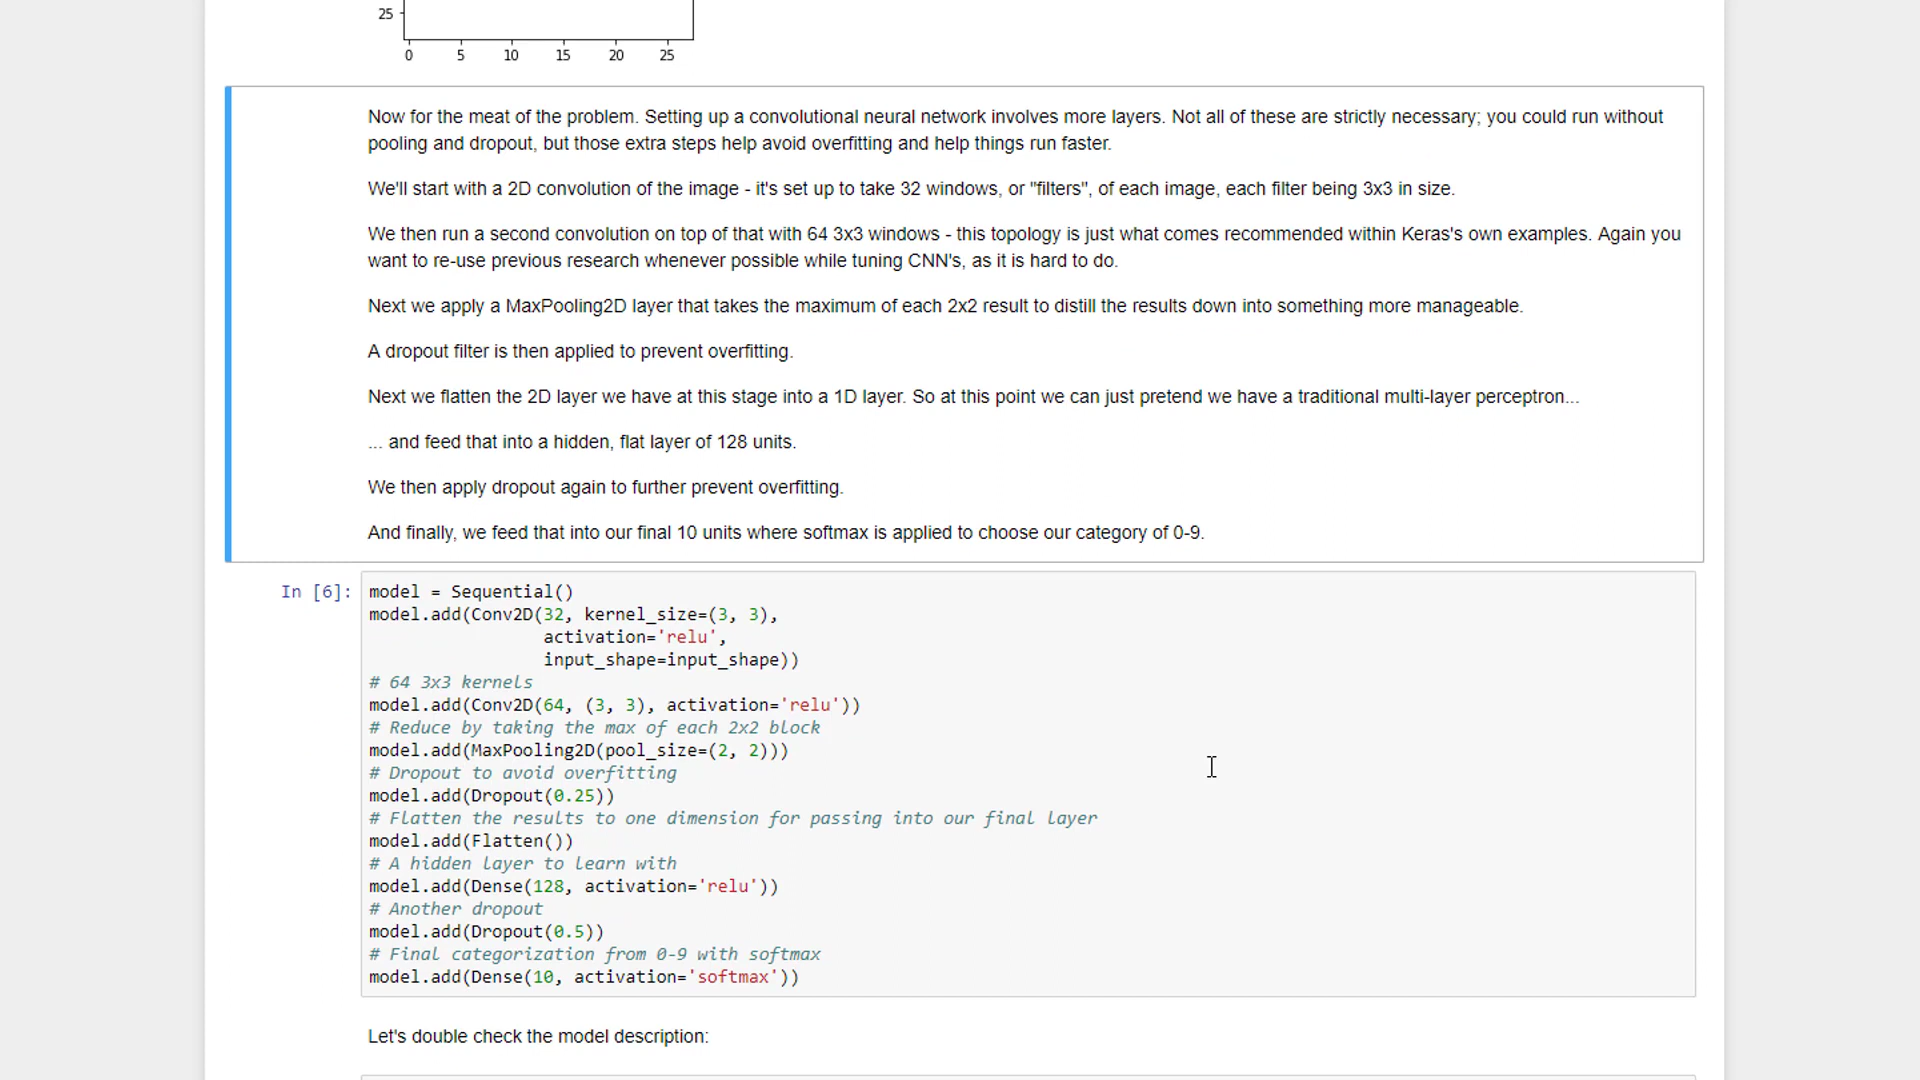 25
0 5 10 15 20 25
Now for the meat of the problem. Setting up a convolutional neural network involves more layers. Not all of these are strictly necessary; you could run without
pooling and dropout, but those extra steps help avoid overfitting and help things run faster.
We'll start with a 2D convolution of the image - it's set up to take 32 windows, or "filters", of each image, each filter being 3x3 in size.
We then run a second convolution on top of that with 64 3x3 windows - this topology is just what comes recommended within Keras's own examples. Again you
want to re-use previous research whenever possible while tuning CNN's, as it is hard to do.
Next we apply a MaxPooling2D layer that takes the maximum of each 2x2 result to distill the results down into something more manageable.
A dropout filter is then applied to prevent overfitting.
Next we flatten the 2D layer we have at this stage into a 1D layer. So at this point we can just pretend we have a traditional multi-layer perceptron...
... and feed that into a hidden, flat layer of 128 units.
We then apply dropout again to further prevent overfitting.
And finally, we feed that into our final 10 units where softmax is applied to choose our category of 0-9.
In [6]: model = Sequential()
model.add(Conv2D(32, kernel_size=(3, 3),
activation='relu',
input_shape=input_shape))
# 64 3x3 kernels
model.add(Conv2D(64, (3, 3), activation='relu'))
# Reduce by taking the max of each 2x2 block
model.add(MaxPooling2D(pool_size=(2, 2)))
# Dropout to avoid overfitting
model.add(Dropout(0.25))
# Flatten the results to one dimension for passing into our final layer
model.add(Flatten())
# A hidden layer to learn with
model.add(Dense(128, activation='relu'))
# Another dropout
model.add(Dropout(0.5))
# Final categorization from 0-9 with softmax
model.add(Dense(10, activation='softmax'))
Let's double check the model description: